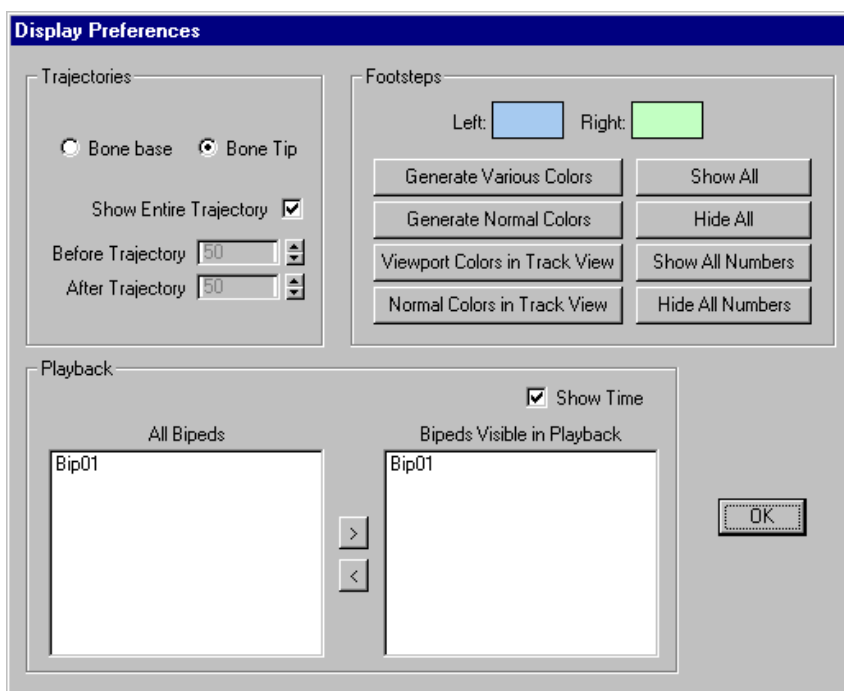 Display Preferences
Trajectories
Bone base
Bone Tip
Show Entire Trajectory
Before Trajectory 50
After Trajectory 50
Footsteps
Left:
Right:
Generate Various Colors
Show All
Generate Normal Colors
Hide All
Viewport Colors in Track View
Show All Numbers
Normal Colors in Track View
Hide All Numbers
Playback
Show Time
All Bipeds
Bip01
>
<
Bipeds Visible in Playback
Bip01
OK